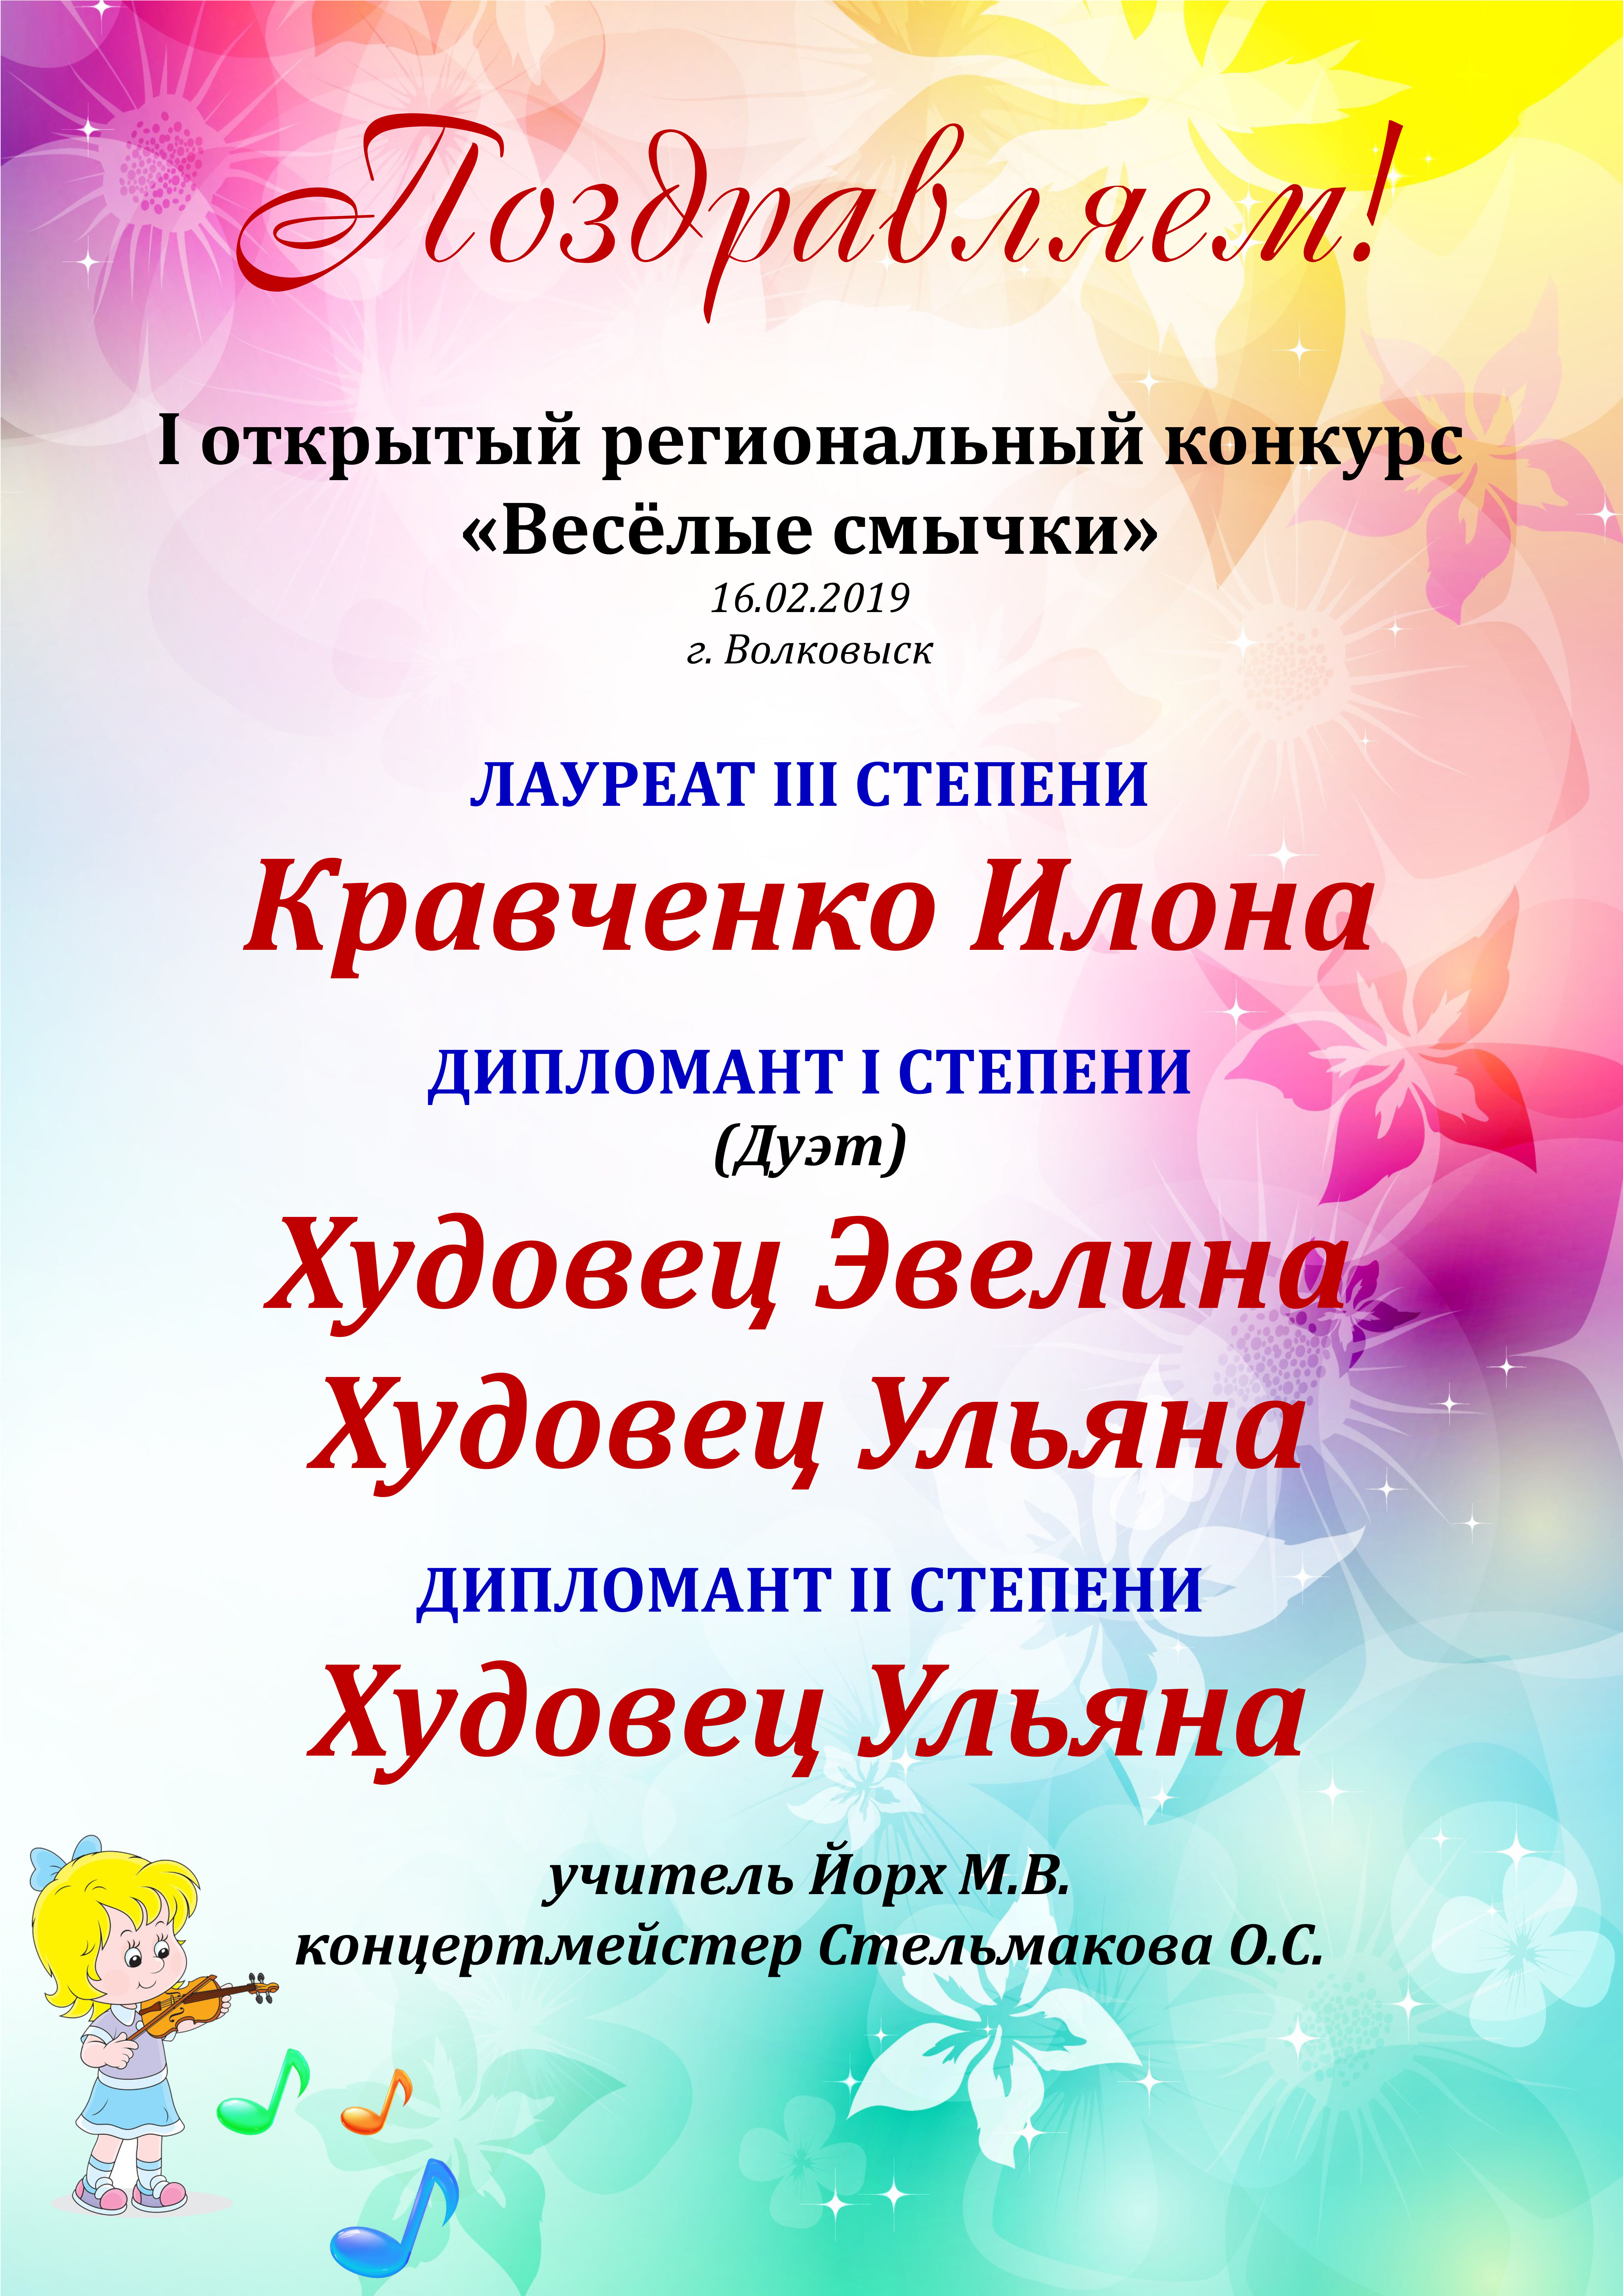 Поздравляем!
I открытый региональный конкурс
«Весёлые смычки»
16.02.2019
г. Волковыск
ЛАУРЕАТ III СТЕПЕНИ
Кравченко Илона
ДИПЛОМАНТ I СТЕПЕНИ
(Дуэт)
Худовец Эвелина
Худовец Ульяна
ДИПЛОМАНТ II СТЕПЕНИ
Худовец Ульяна
учитель Йорх М.В.
концертмейстер Стельмакова О.С.